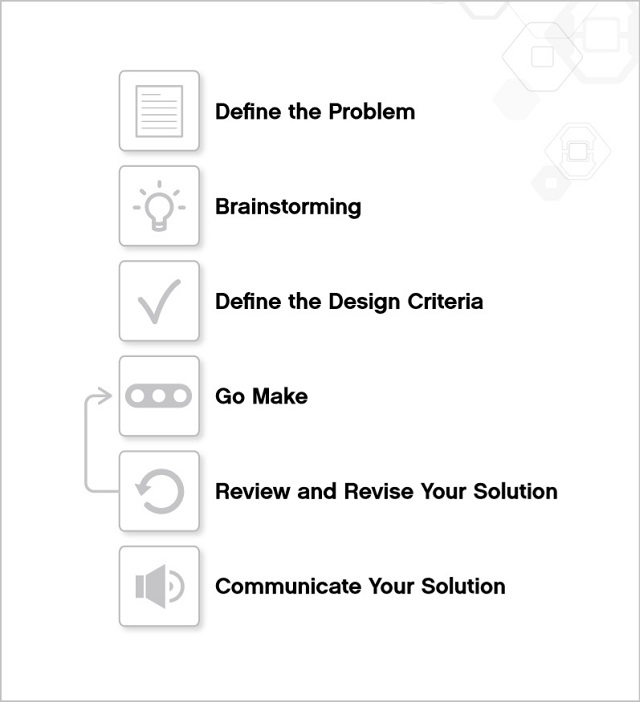 Define the Problem
Brainstorming
Define the Design Criteria
Go Make
Review and Revise Your Solution
Communicate Your Solution